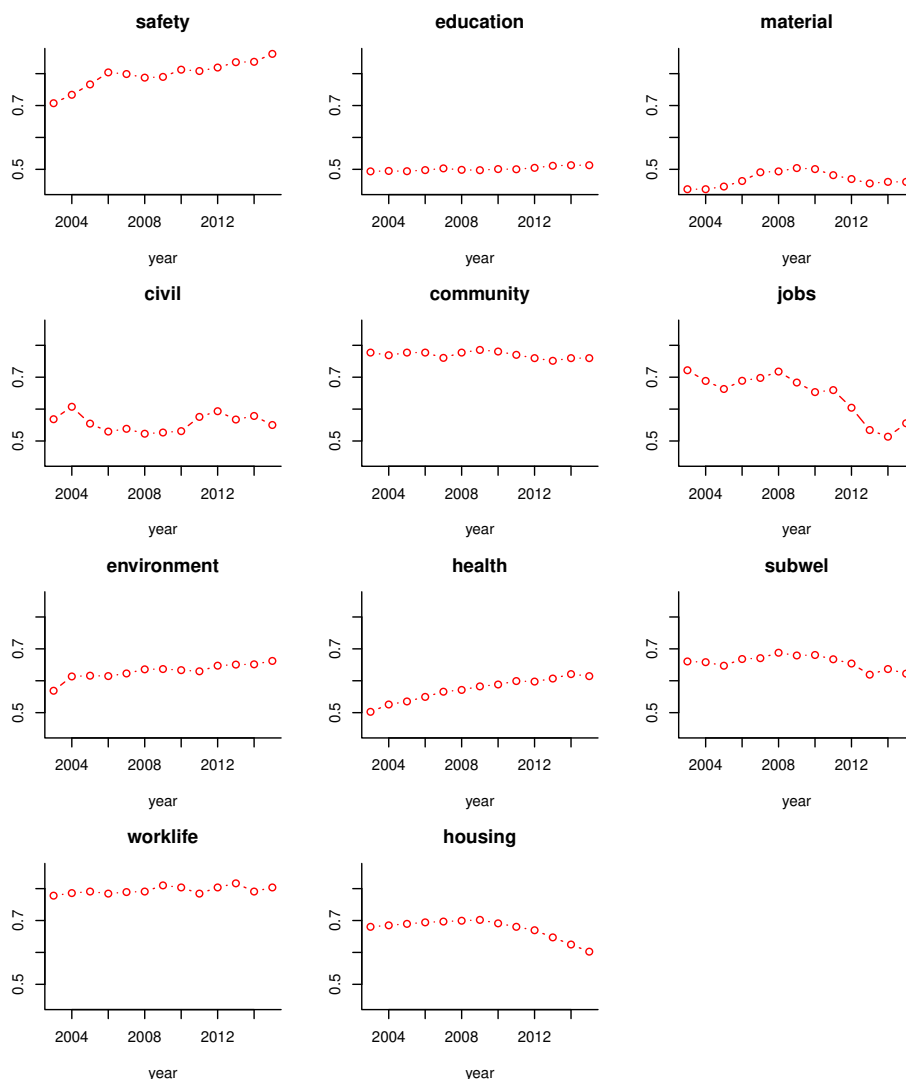 safety education material
0.5 0.7 0.5 0.7 0.5 0.7
2004 2008 2012 2004 2008 2012 2004 2008 2012
year year year
civil community jobs
0.5 0.7 0.5 0.7 0.5 0.7
2004 2008 2012 2004 2008 2012 2004 2008 2012
year year year
environment health subwel
0.5 0.7 0.5 0.7 0.5 0.7
2004 2008 2012 2004 2008 2012 2004 2008 2012
year year year
worklife housing
0.5 0.7 0.5 0.7
2004 2008 2012 2004 2008 2012
year year